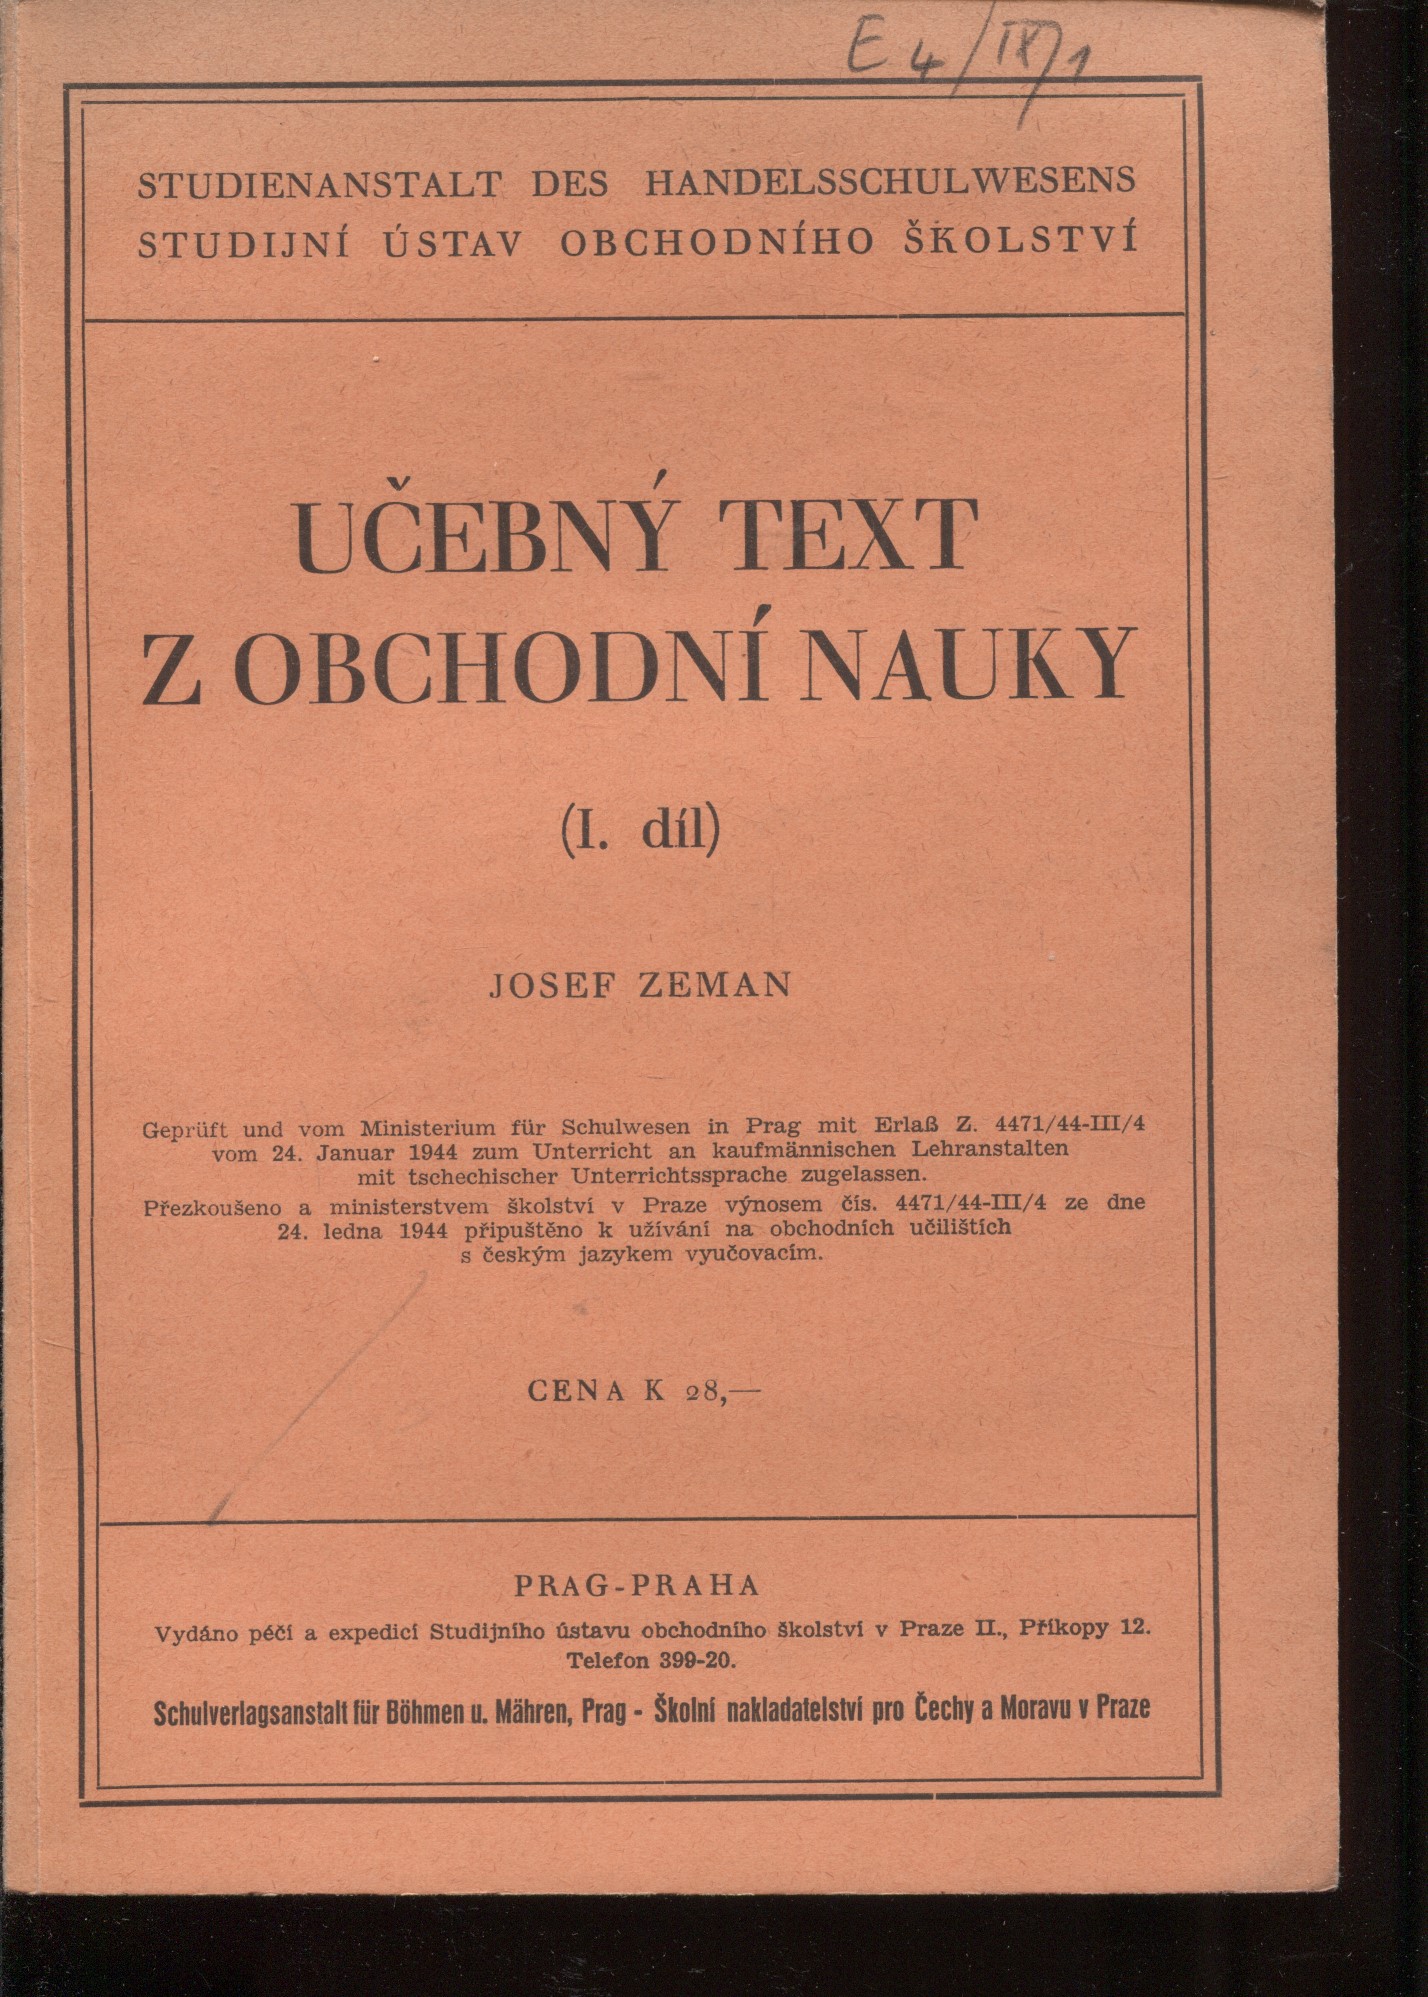 E 4/IX/1
STUDIENANSTALT DES HANDELSSCHULWESENS
STUDIJNÍ ÚSTAV OBCHODNÍHO ŠKOLSTVÍ
UČEBNÝ TEXT
Z OBCHODNÍ NAUKY
(I. díl)
JOSEF ZEMAN
Geprüft und vom Ministerium für Schulwesen in Prag mit Erlaß Z. 4471/44-III/4
vom 24. Januar 1944 zum Unterricht an kaufmännischen Lehranstalten
mit tschechischer Unterrichtssprache zugelassen.
Přezkoušeno a ministerstvem školství v Praze výnosem čís. 4471/44-III/4 ze dne
24. ledna 1944 připuštěno k užívání na obchodních učilištích
s českým jazykem vyučovacím.
CENA K 28,—
PRAG-PRAHA
Vydáno péčí a expedicí Studijního ústavu obchodního školství v Praze II., Příkopy 12.
Telefon 399-20.
Schulverlagsanstalt für Böhmen u. Mähren, Prag - Školní nakladatelství pro Čechy a Moravu v Praze